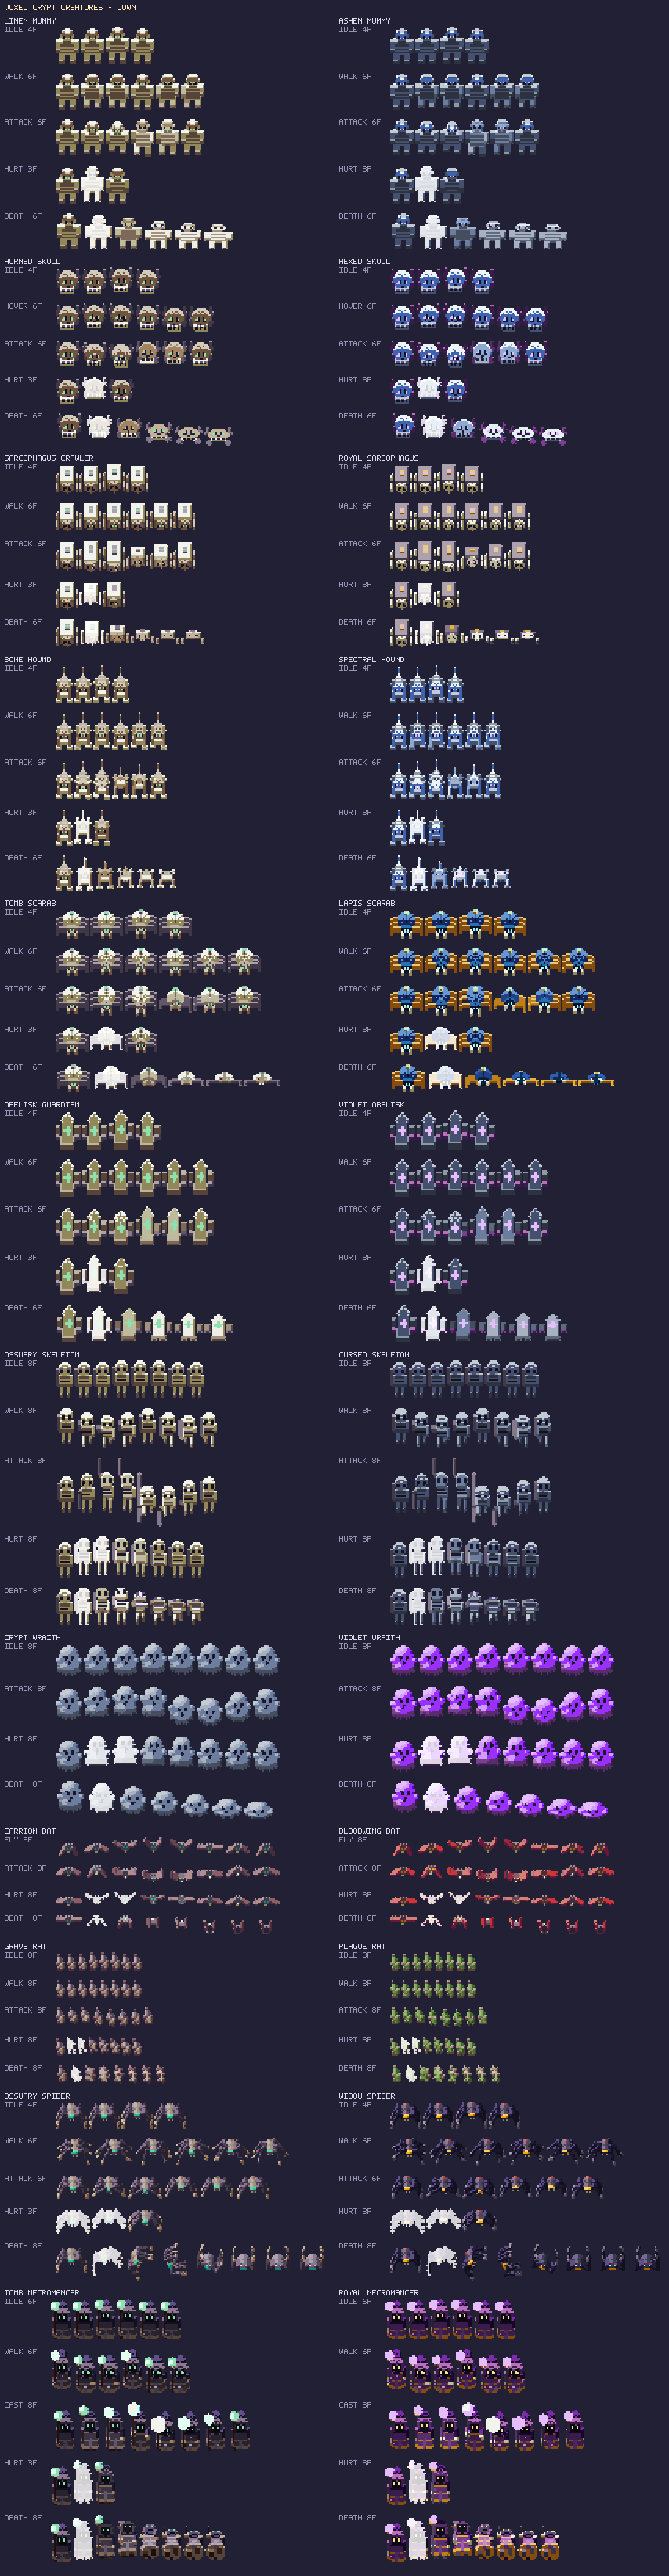 VOXEL CRYPT CREATURES - DOWN
LINEN MUMMY
IDLE 4F
WALK 6F
ATTACK 6F
HURT 3F
DEATH 6F
ASHEN MUMMY
IDLE 4F
WALK 6F
ATTACK 6F
HURT 3F
DEATH 6F
HORNED SKULL
IDLE 4F
HOVER 6F
ATTACK 6F
HURT 3F
DEATH 6F
HEXED SKULL
IDLE 4F
HOVER 6F
ATTACK 6F
HURT 3F
DEATH 6F
SARCOPHAGUS CRAWLER
IDLE 4F
WALK 6F
ATTACK 6F
HURT 3F
DEATH 6F
ROYAL SARCOPHAGUS
IDLE 4F
WALK 6F
ATTACK 6F
HURT 3F
DEATH 6F
BONE HOUND
IDLE 4F
WALK 6F
ATTACK 6F
HURT 3F
DEATH 6F
SPECTRAL HOUND
IDLE 4F
WALK 6F
ATTACK 6F
HURT 3F
DEATH 6F
TOMB SCARAB
IDLE 4F
WALK 6F
ATTACK 6F
HURT 3F
DEATH 6F
LAPIS SCARAB
IDLE 4F
WALK 6F
ATTACK 6F
HURT 3F
DEATH 6F
OBELISK GUARDIAN
IDLE 4F
WALK 6F
ATTACK 6F
HURT 3F
DEATH 6F
VIOLET OBELISK
IDLE 4F
WALK 6F
ATTACK 6F
HURT 3F
DEATH 6F
OSSUARY SKELETON
IDLE 8F
WALK 8F
ATTACK 8F
HURT 8F
DEATH 8F
CURSED SKELETON
IDLE 8F
WALK 8F
ATTACK 8F
HURT 8F
DEATH 8F
CRYPT WRAITH
IDLE 8F
ATTACK 8F
HURT 8F
DEATH 8F
VIOLET WRAITH
IDLE 8F
ATTACK 8F
HURT 8F
DEATH 8F
CARRION BAT
FLY 8F
ATTACK 8F
HURT 8F
DEATH 8F
BLOODWING BAT
FLY 8F
ATTACK 8F
HURT 8F
DEATH 8F
GRAVE RAT
IDLE 8F
WALK 8F
ATTACK 8F
HURT 8F
DEATH 8F
PLAGUE RAT
IDLE 8F
WALK 8F
ATTACK 8F
HURT 8F
DEATH 8F
OSSUARY SPIDER
IDLE 4F
WALK 6F
ATTACK 6F
HURT 3F
DEATH 8F
WIDOW SPIDER
IDLE 4F
WALK 6F
ATTACK 6F
HURT 3F
DEATH 8F
TOMB NECROMANCER
IDLE 6F
WALK 6F
CAST 8F
HURT 3F
DEATH 8F
ROYAL NECROMANCER
IDLE 6F
WALK 6F
CAST 8F
HURT 3F
DEATH 8F